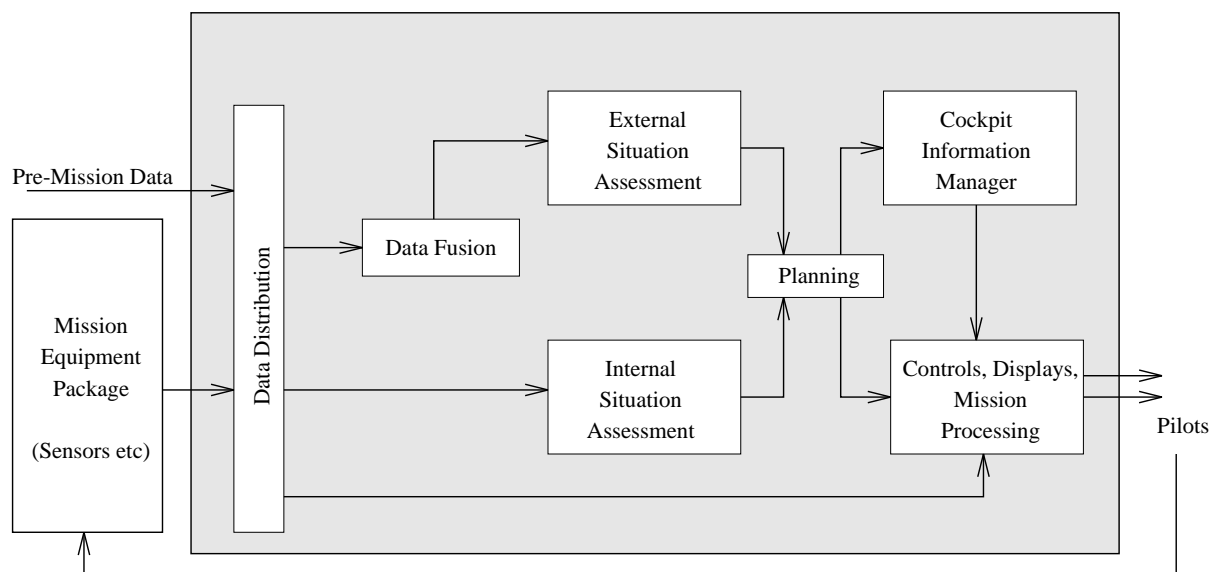 Pre-Mission Data
Mission
Equipment
Package
(Sensors etc)
Data Distribution
Data Fusion
External
Situation
Assessment
Internal
Situation
Assessment
Planning
Cockpit
Information
Manager
Controls, Displays,
Mission
Processing
Pilots